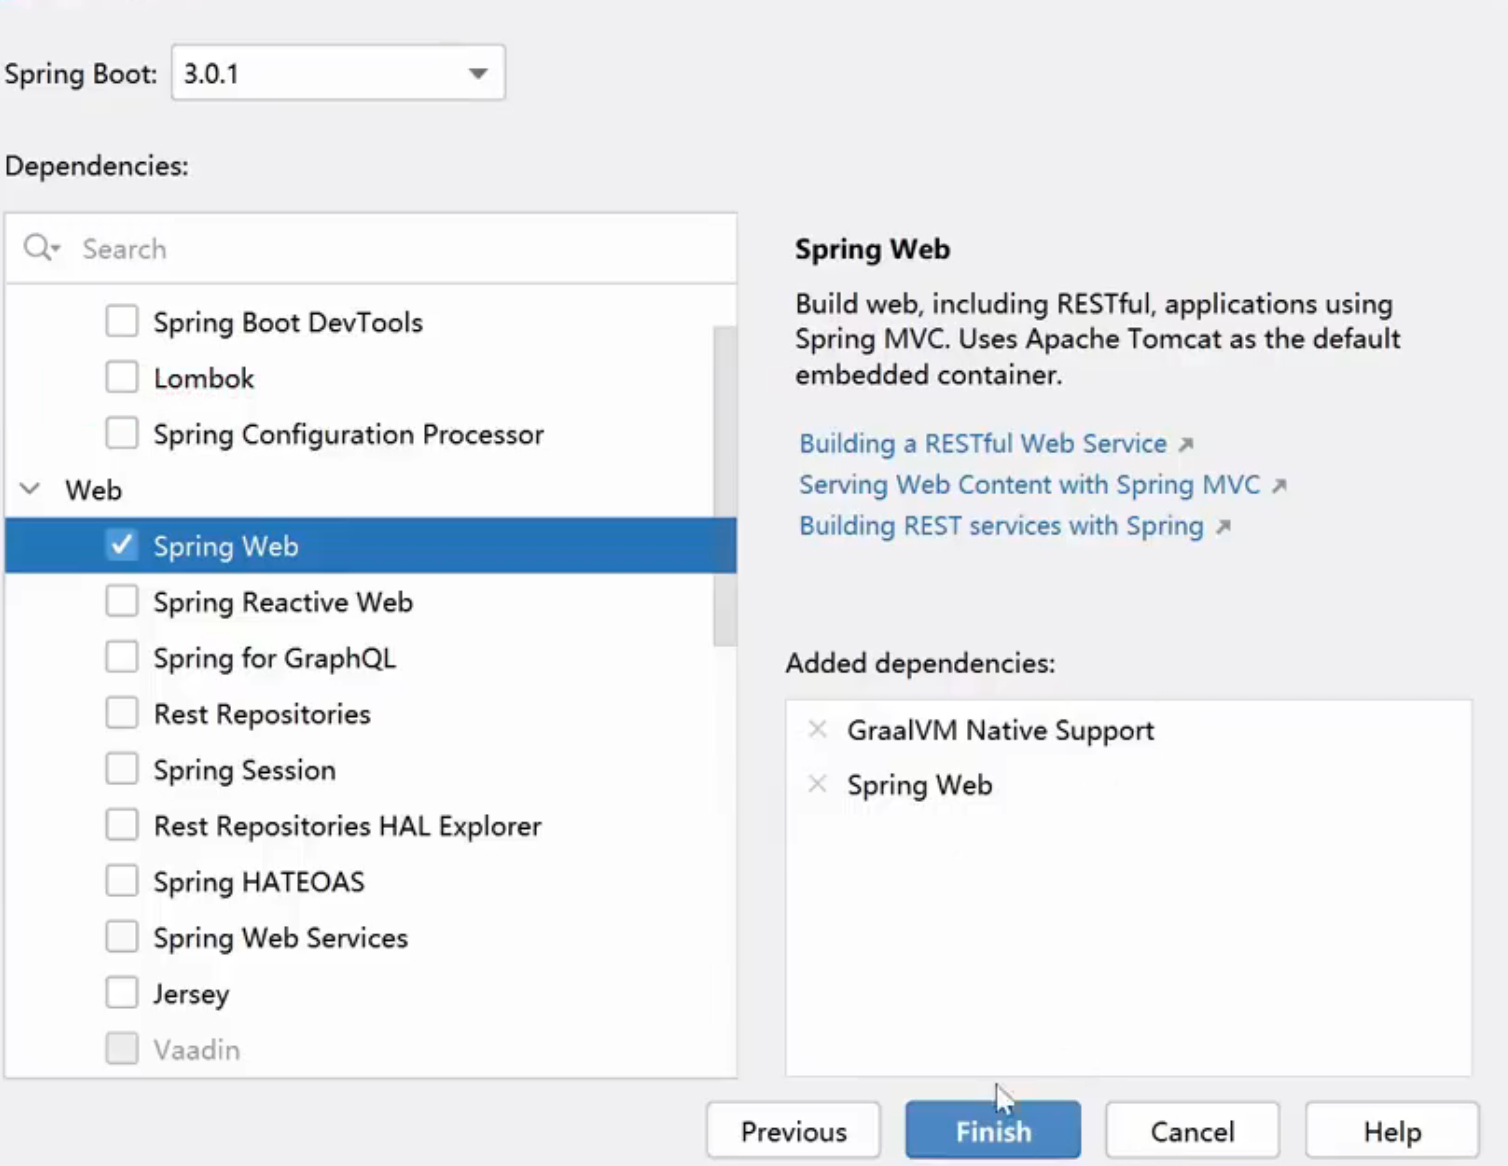 Spring Boot: 3.0.1
Dependencies:
Search
Spring Boot DevTools
Lombok
Spring Configuration Processor
Web
Spring Web
Spring Reactive Web
Spring for GraphQL
Rest Repositories
Spring Session
Rest Repositories HAL Explorer
Spring HATEOAS
Spring Web Services
Jersey
Vaadin
Spring Web
Build web, including RESTful, applications using
Spring MVC. Uses Apache Tomcat as the default
embedded container.
Building a RESTful Web Service
Serving Web Content with Spring MVC
Building REST services with Spring
Added dependencies:
GraalVM Native Support
Spring Web
Previous
Finish
Cancel
Help